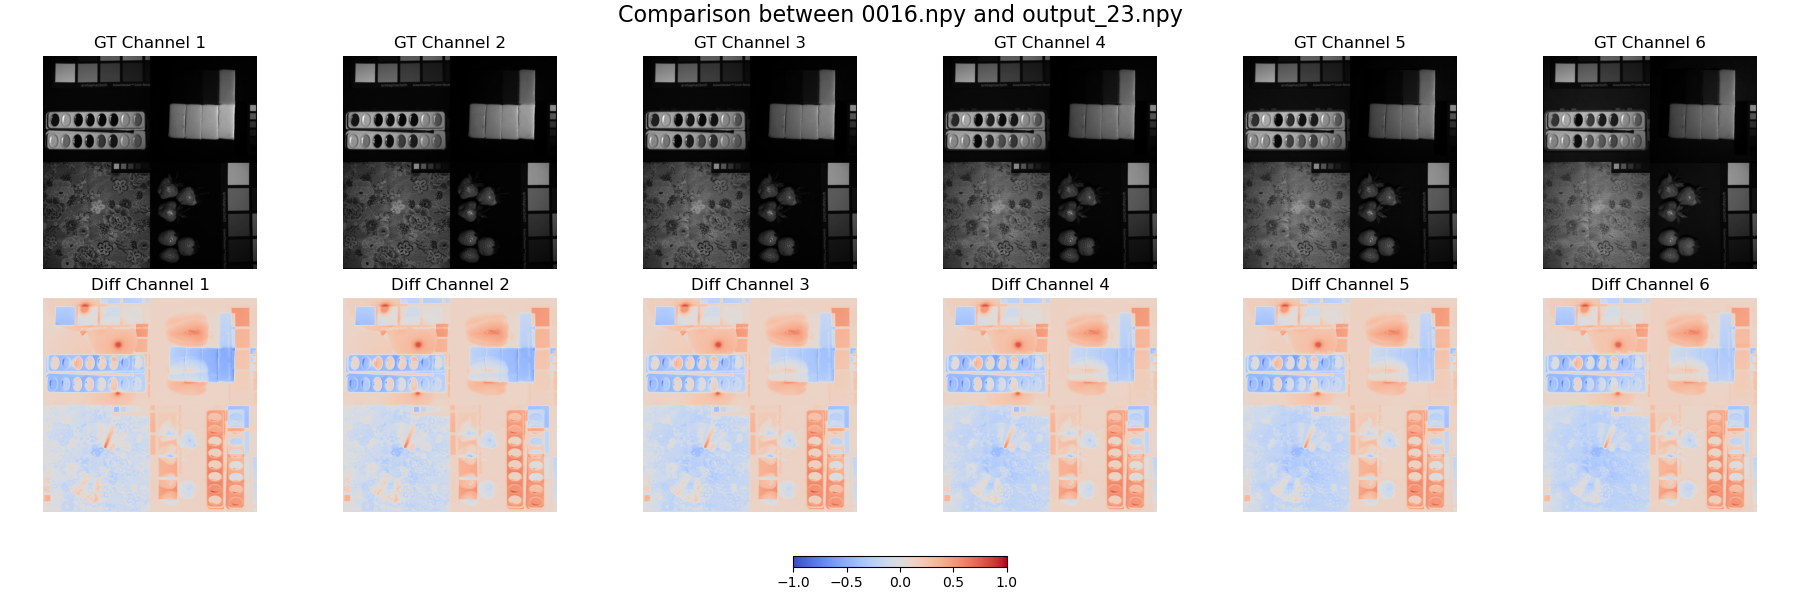 Comparison between 0016.npy and output_23.npy
GT Channel 1
GT Channel 2
GT Channel 3
GT Channel 4
GT Channel 5
GT Channel 6
Diff Channel 1
Diff Channel 2
Diff Channel 3
Diff Channel 4
Diff Channel 5
Diff Channel 6
−1.0 −0.5 0.0 0.5 1.0